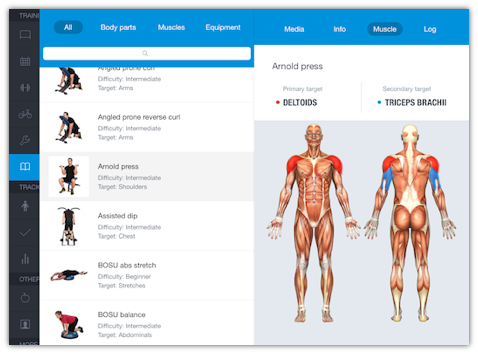 TRAINI
All
Body parts
Muscles
Equipment
Media
Info
Muscle
Log
Angled prone curl
Difficulty: Intermediate
Target: Arms
Angled prone reverse curl
Difficulty: Intermediate
Target: Arms
Arnold press
Difficulty: Intermediate
Target: Shoulders
Assisted dip
Difficulty: Intermediate
Target: Chest
BOSU abs stretch
Difficulty: Beginner
Target: Stretches
BOSU balance
Difficulty: Intermediate
Target: Abdominals
TRACK
OTHER
MORE
Arnold press
Primary target
DELTOIDS
Secondary target
TRICEPS BRACHII